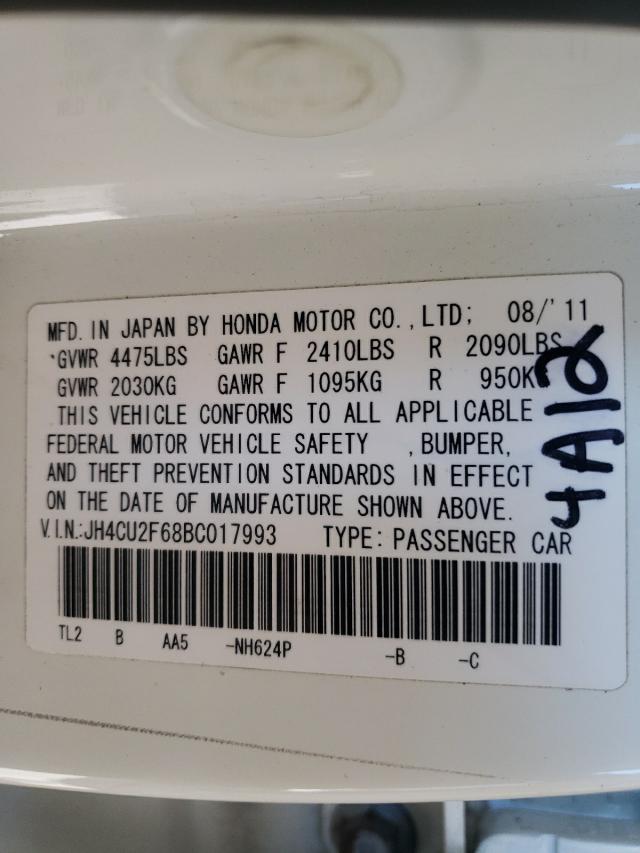 MFD. IN JAPAN BY HONDA MOTOR CO., LTD; 08/'11
GVWR 4475LBS GAWR F 2410LBS R 2090LBS
GVWR 2030KG GAWR F 1095KG R 950K
THIS VEHICLE CONFORMS TO ALL APPLICABLE
FEDERAL MOTOR VEHICLE SAFETY , BUMPER,
AND THEFT PREVENTION STANDARDS IN EFFECT
ON THE DATE OF MANUFACTURE SHOWN ABOVE.
V.I.N.:JH4CU2F68BC017993 TYPE: PASSENGER CAR
TL2 B AA5 -NH624P -B -C
4A12